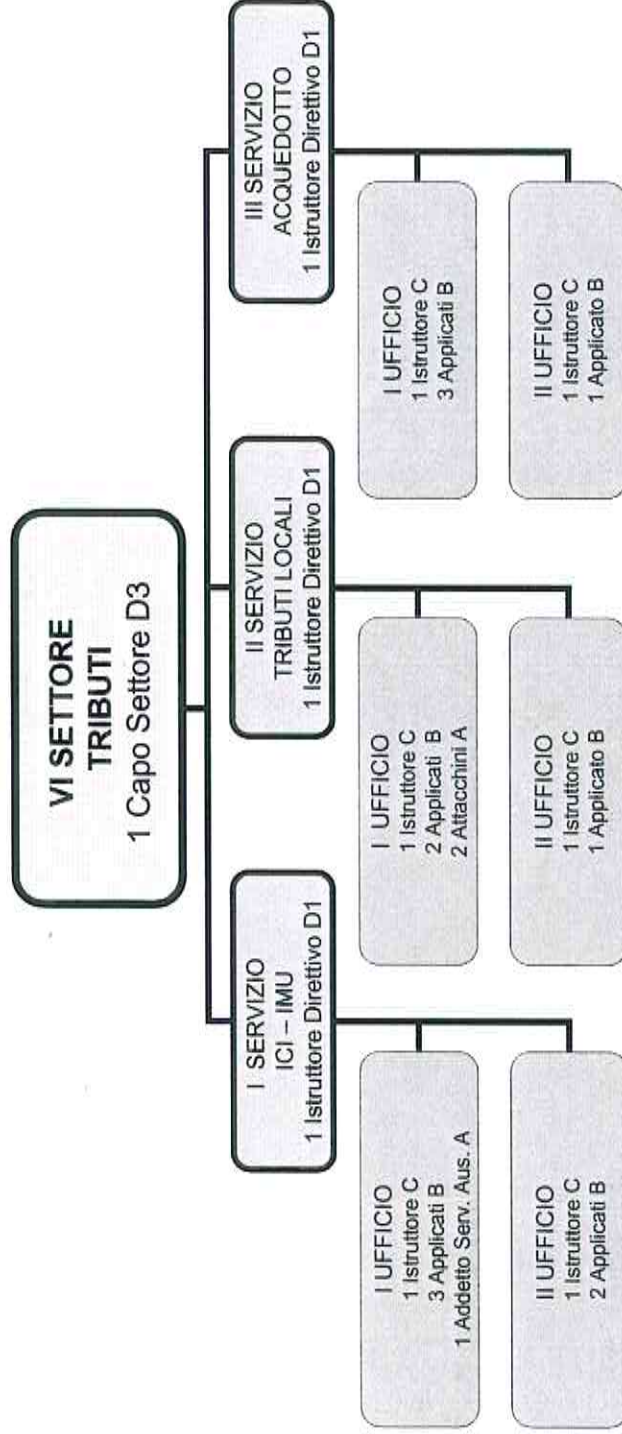 VI SETTORE
TRIBUTI
1 Capo Settore D3
I SERVIZIO
ICI – IMU
1 Istruttore Direttivo D1
I UFFICIO
1 Istruttore C
3 Applicati B
1 Addetto Serv. Aus. A
II UFFICIO
1 Istruttore C
2 Applicati B
II SERVIZIO
TRIBUTI LOCALI
1 Istruttore Direttivo D1
I UFFICIO
1 Istruttore C
2 Applicati B
2 Attacchini A
II UFFICIO
1 Istruttore C
1 Applicato B
III SERVIZIO
ACQUEDOTTO
1 Istruttore Direttivo D1
I UFFICIO
1 Istruttore C
3 Applicati B
II UFFICIO
1 Istruttore C
1 Applicato B